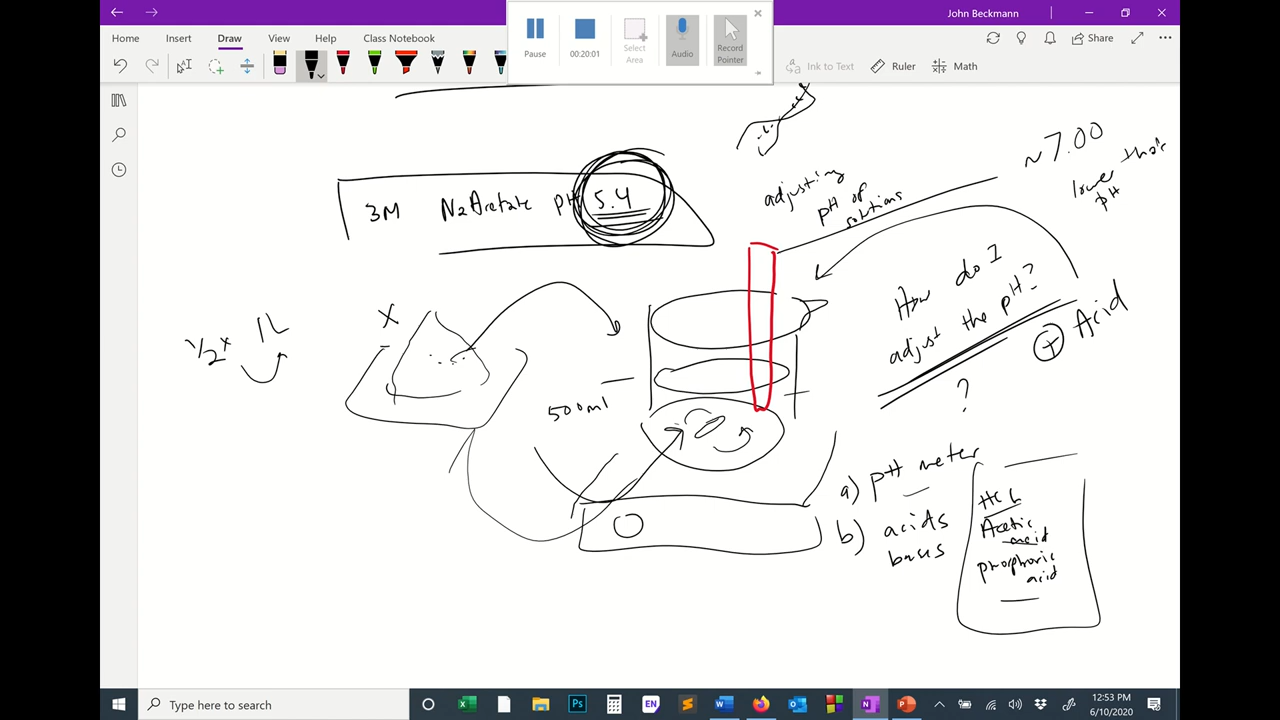 John Beckmann
Home Insert Draw View Help Class Notebook
Pause
00:20:01
Select
Area
Audio
Record
Pointer
Share
Ink to Text
Ruler
Math
3M NaAcetate pH 5.4
adjusting
pH of
solutions
~7.00
lower this
pH
How do I
adjust the pH?
+ Acid
?
1/2 x 1L
X
500ml
a) pH meter
b) acids
bases
HCl
Acetic
acid
phosphoric
acid
Type here to search
Ps
EN
12:53 PM
6/10/2020